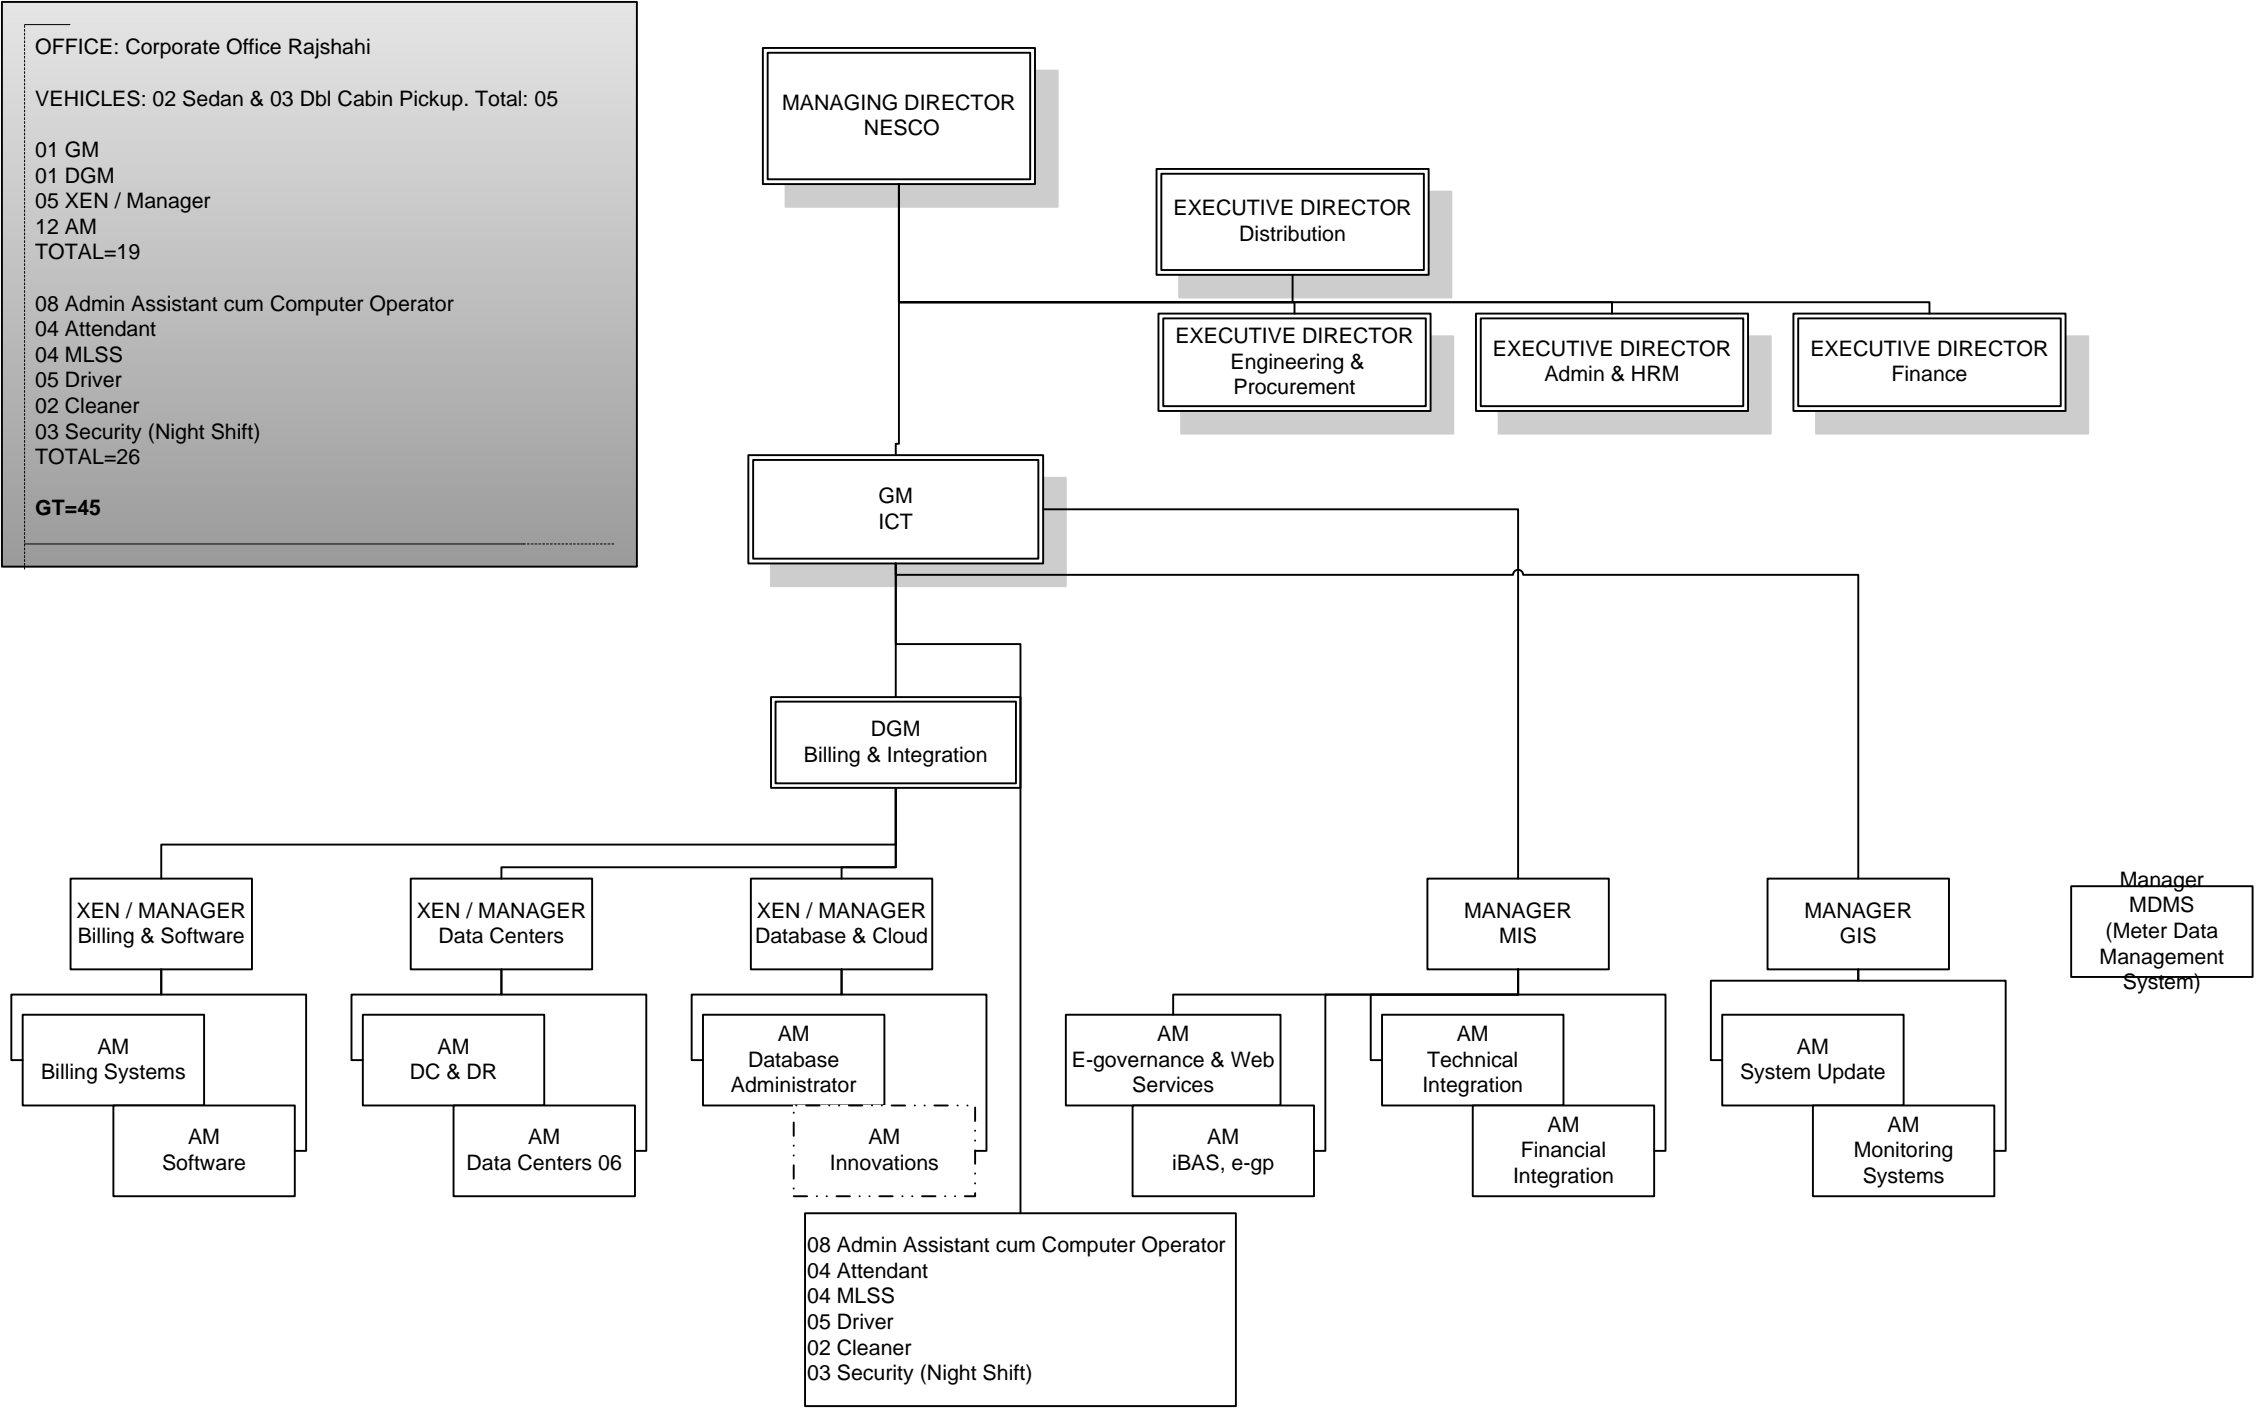 OFFICE: Corporate Office Rajshahi
VEHICLES: 02 Sedan & 03 Dbl Cabin Pickup. Total: 05
01 GM
01 DGM
05 XEN / Manager
12 AM
TOTAL=19
08 Admin Assistant cum Computer Operator
04 Attendant
04 MLSS
05 Driver
02 Cleaner
03 Security (Night Shift)
TOTAL=26
GT=45
MANAGING DIRECTOR
NESCO
EXECUTIVE DIRECTOR
Distribution
EXECUTIVE DIRECTOR
Engineering &
Procurement
EXECUTIVE DIRECTOR
Admin & HRM
EXECUTIVE DIRECTOR
Finance
GM
ICT
DGM
Billing & Integration
XEN / MANAGER
Billing & Software
XEN / MANAGER
Data Centers
XEN / MANAGER
Database & Cloud
MANAGER
MIS
MANAGER
GIS
Manager
MDMS
(Meter Data
Management
System)
AM
Billing Systems
AM
Software
AM
DC & DR
AM
Data Centers 06
AM
Database
Administrator
AM
Innovations
AM
E-governance & Web
Services
AM
iBAS, e-gp
AM
Technical
Integration
AM
Financial
Integration
AM
System Update
AM
Monitoring
Systems
08 Admin Assistant cum Computer Operator
04 Attendant
04 MLSS
05 Driver
02 Cleaner
03 Security (Night Shift)